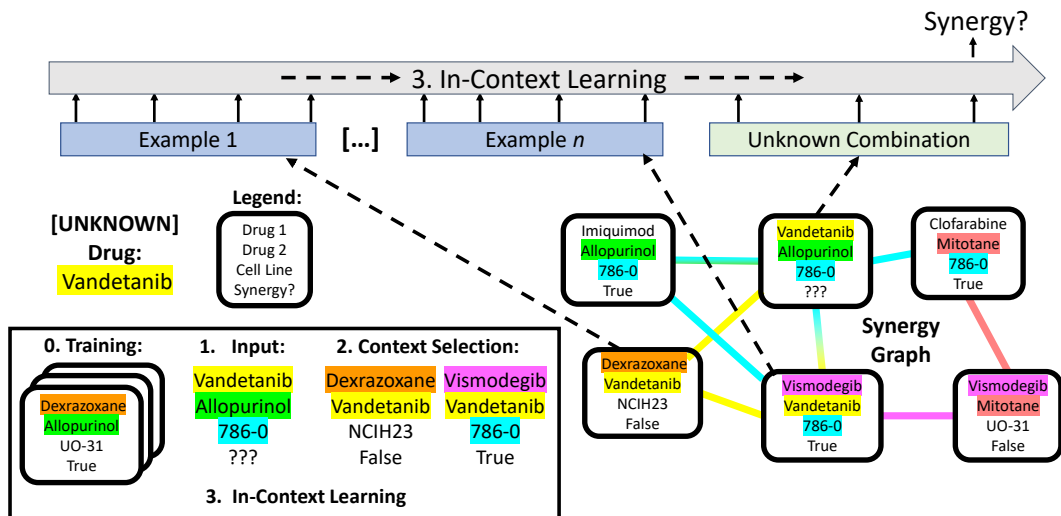 Synergy?
3. In-Context Learning
Example 1
[...]
Example n
Unknown Combination
[UNKNOWN]
Drug:
Vandetanib
Legend:
Drug 1
Drug 2
Cell Line
Synergy?
Imiquimod
Allopurinol
786-0
True
Vandetanib
Allopurinol
786-0
???
Clofarabine
Mitotane
786-0
True
Synergy
Graph
Dexrazoxane
Vandetanib
NCIH23
False
Vismodegib
Vandetanib
786-0
True
Vismodegib
Mitotane
UO-31
False
0. Training:
Dexrazoxane
Allopurinol
UO-31
True
1. Input:
Vandetanib
Allopurinol
786-0
???
2. Context Selection:
Dexrazoxane
Vandetanib
NCIH23
False
Vismodegib
Vandetanib
786-0
True
3. In-Context Learning